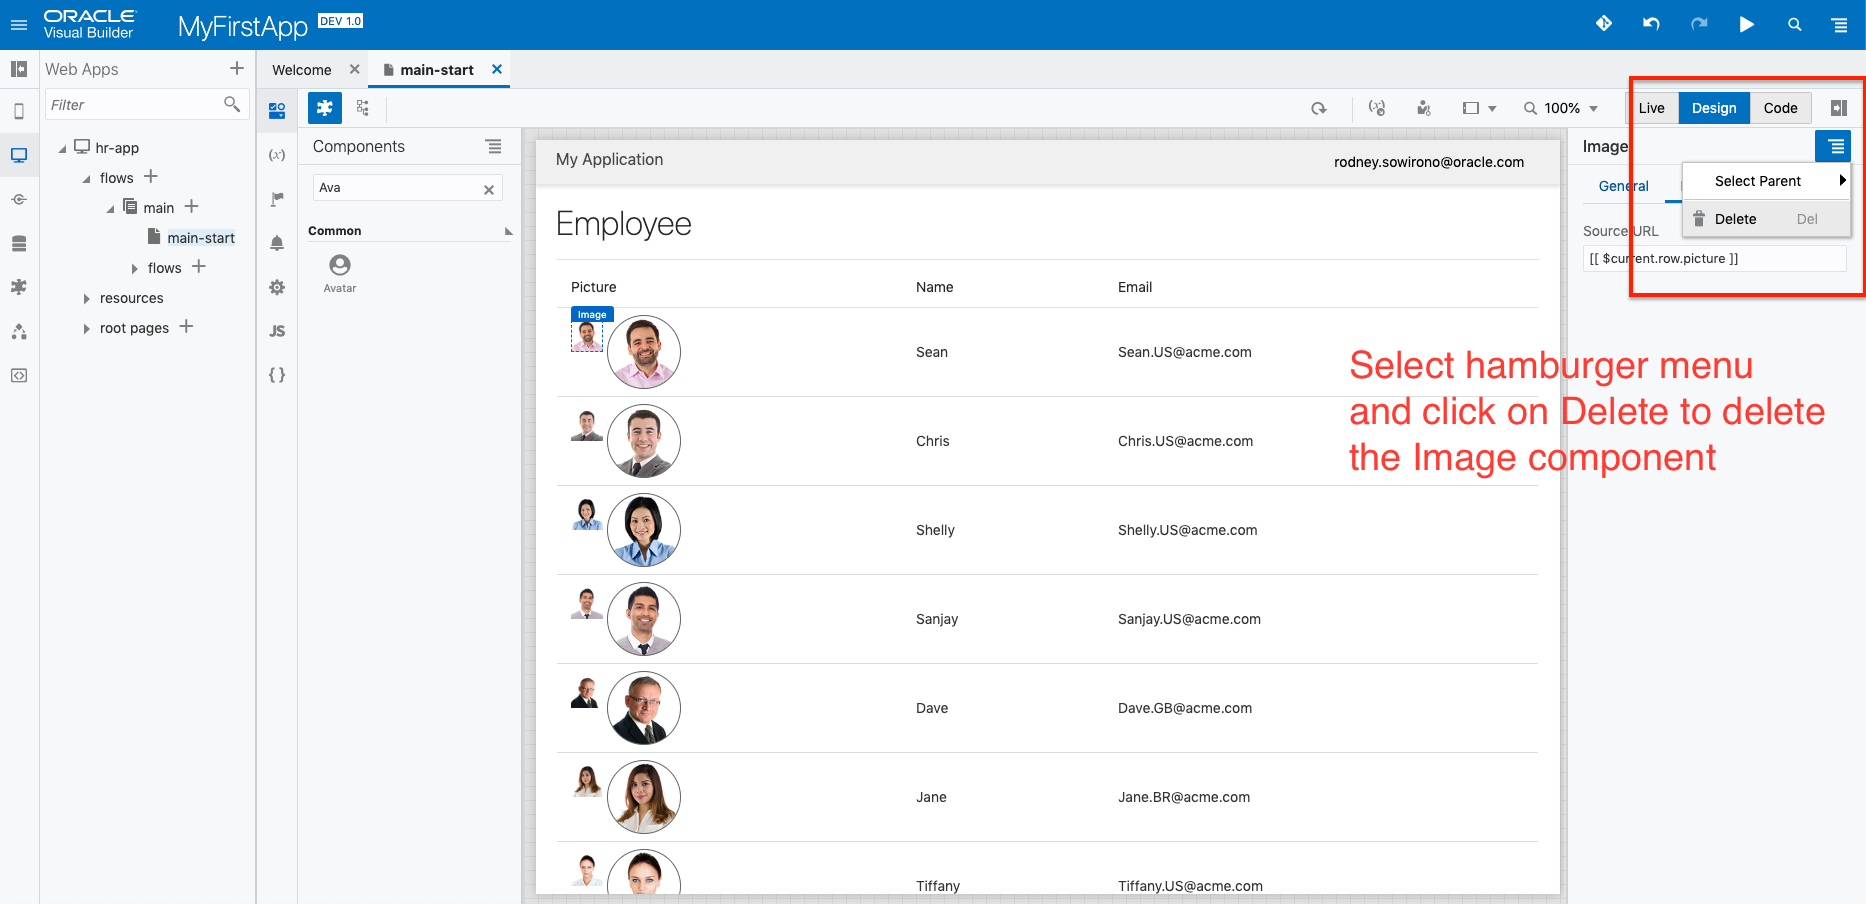 ORACLE
Visual Builder
MyFirstApp DEV 1.0
Web Apps
Welcome
main-start
Filter
Live Design Code
100%
hr-app
flows
main
main-start
flows
resources
root pages
(x)
JS
{ }
Components
Ava
Common
Avatar
My Application
rodney.sowirono@oracle.com
Employee
Picture Name Email
Image
Sean Sean.US@acme.com
Chris Chris.US@acme.com
Shelly Shelly.US@acme.com
Sanjay Sanjay.US@acme.com
Dave Dave.GB@acme.com
Jane Jane.BR@acme.com
Tiffany Tiffany.US@acme.com
Image
General
Select Parent
Delete Del
Source URL
[[ $current.row.picture ]]
Select hamburger menu
and click on Delete to delete
the Image component